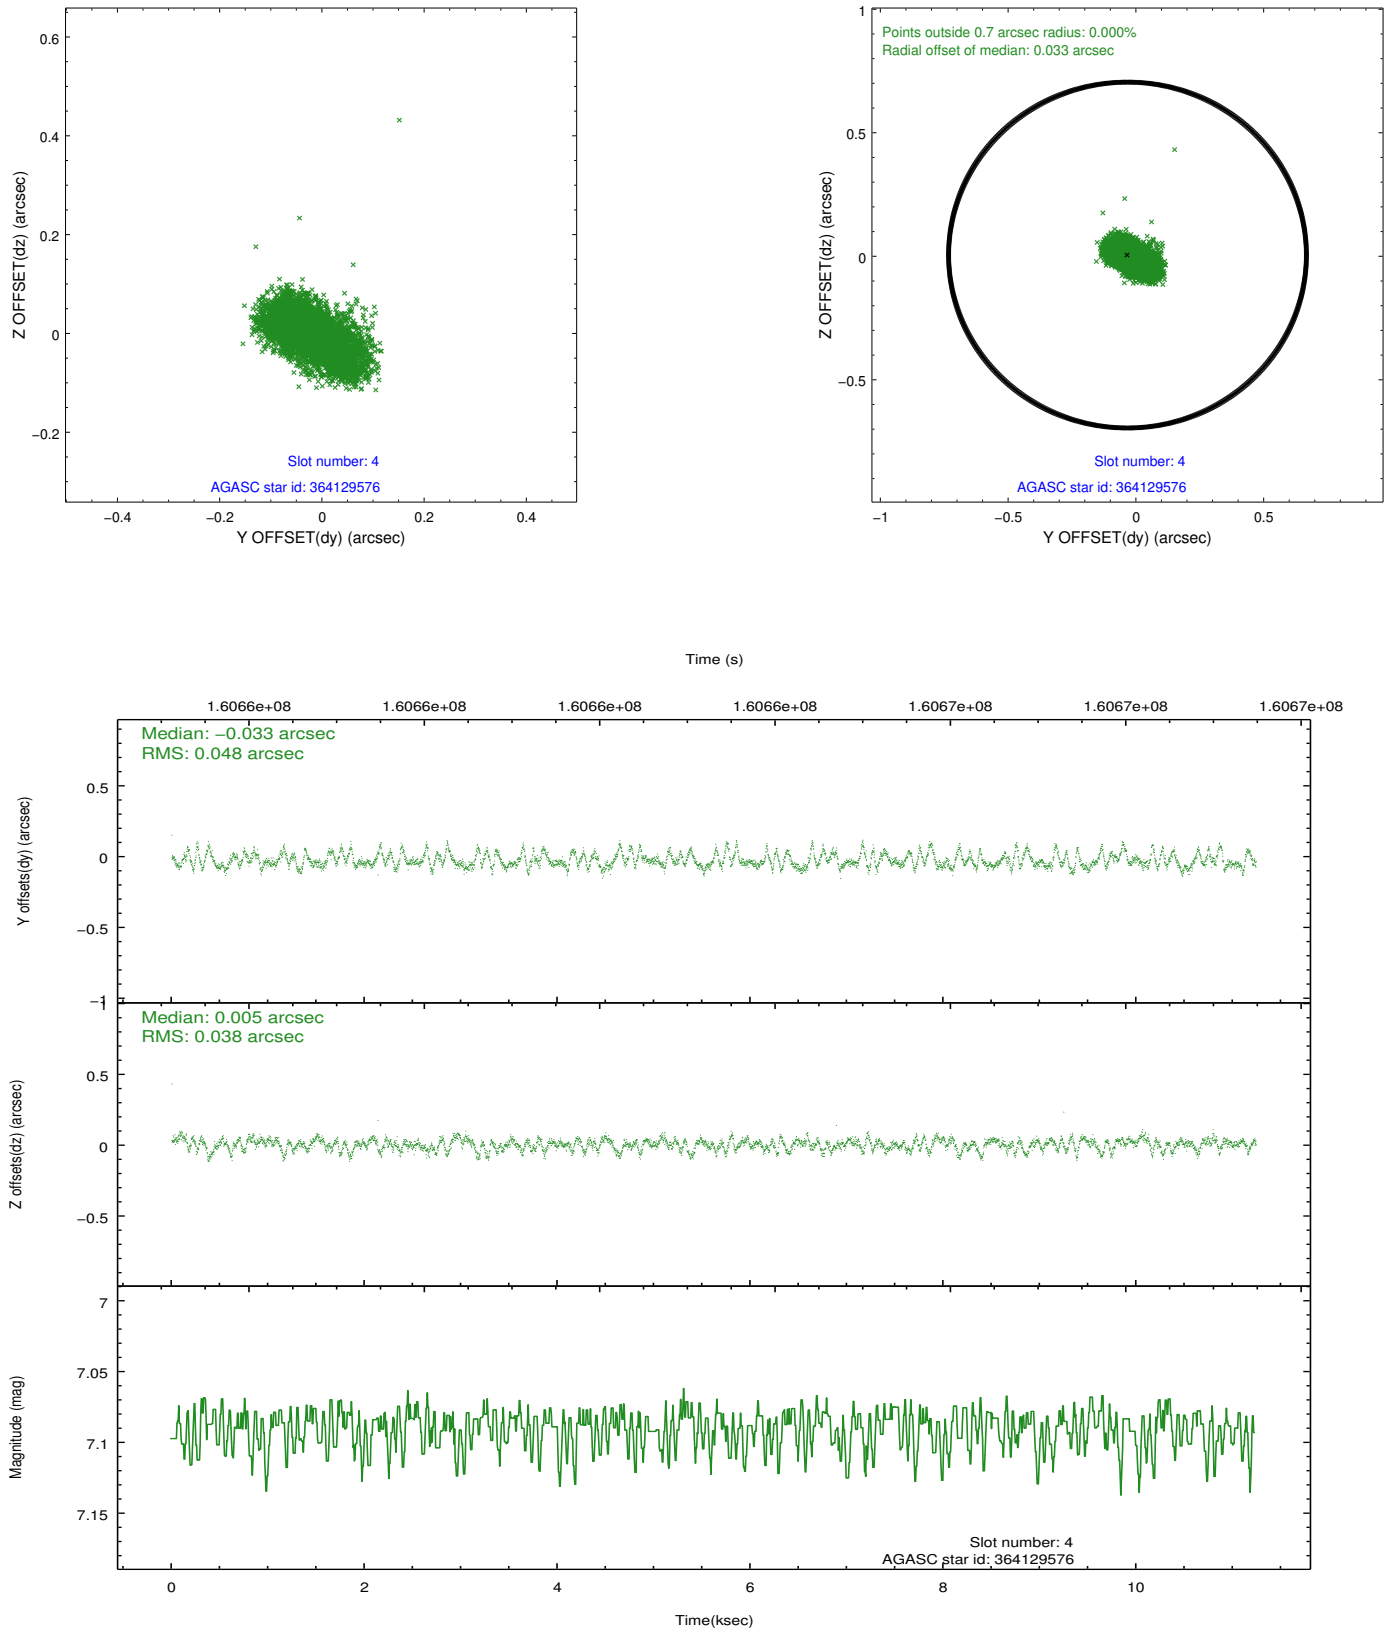 0.6
0.4
0.2
0
−0.2
Z OFFSET(dz) (arcsec)
Slot number: 4
AGASC star id: 364129576
−0.4 −0.2 0 0.2 0.4
Y OFFSET(dy) (arcsec)
Points outside 0.7 arcsec radius: 0.000%
Radial offset of median: 0.033 arcsec
1
0.5
0
−0.5
Z OFFSET(dz) (arcsec)
Slot number: 4
AGASC star id: 364129576
−1 −0.5 0 0.5
Y OFFSET(dy) (arcsec)
Time (s)
1.6066e+08 1.6066e+08 1.6066e+08 1.6066e+08 1.6067e+08 1.6067e+08 1.6067e+08
Median: −0.033 arcsec
RMS: 0.048 arcsec
0.5
0
−0.5
−1
Y offsets(dy) (arcsec)
Median: 0.005 arcsec
RMS: 0.038 arcsec
1
0.5
0
−0.5
Z offsets(dz) (arcsec)
7
7.05
7.1
7.15
Magnitude (mag)
Slot number: 4
AGASC star id: 364129576
0 2 4 6 8 10
Time(ksec)